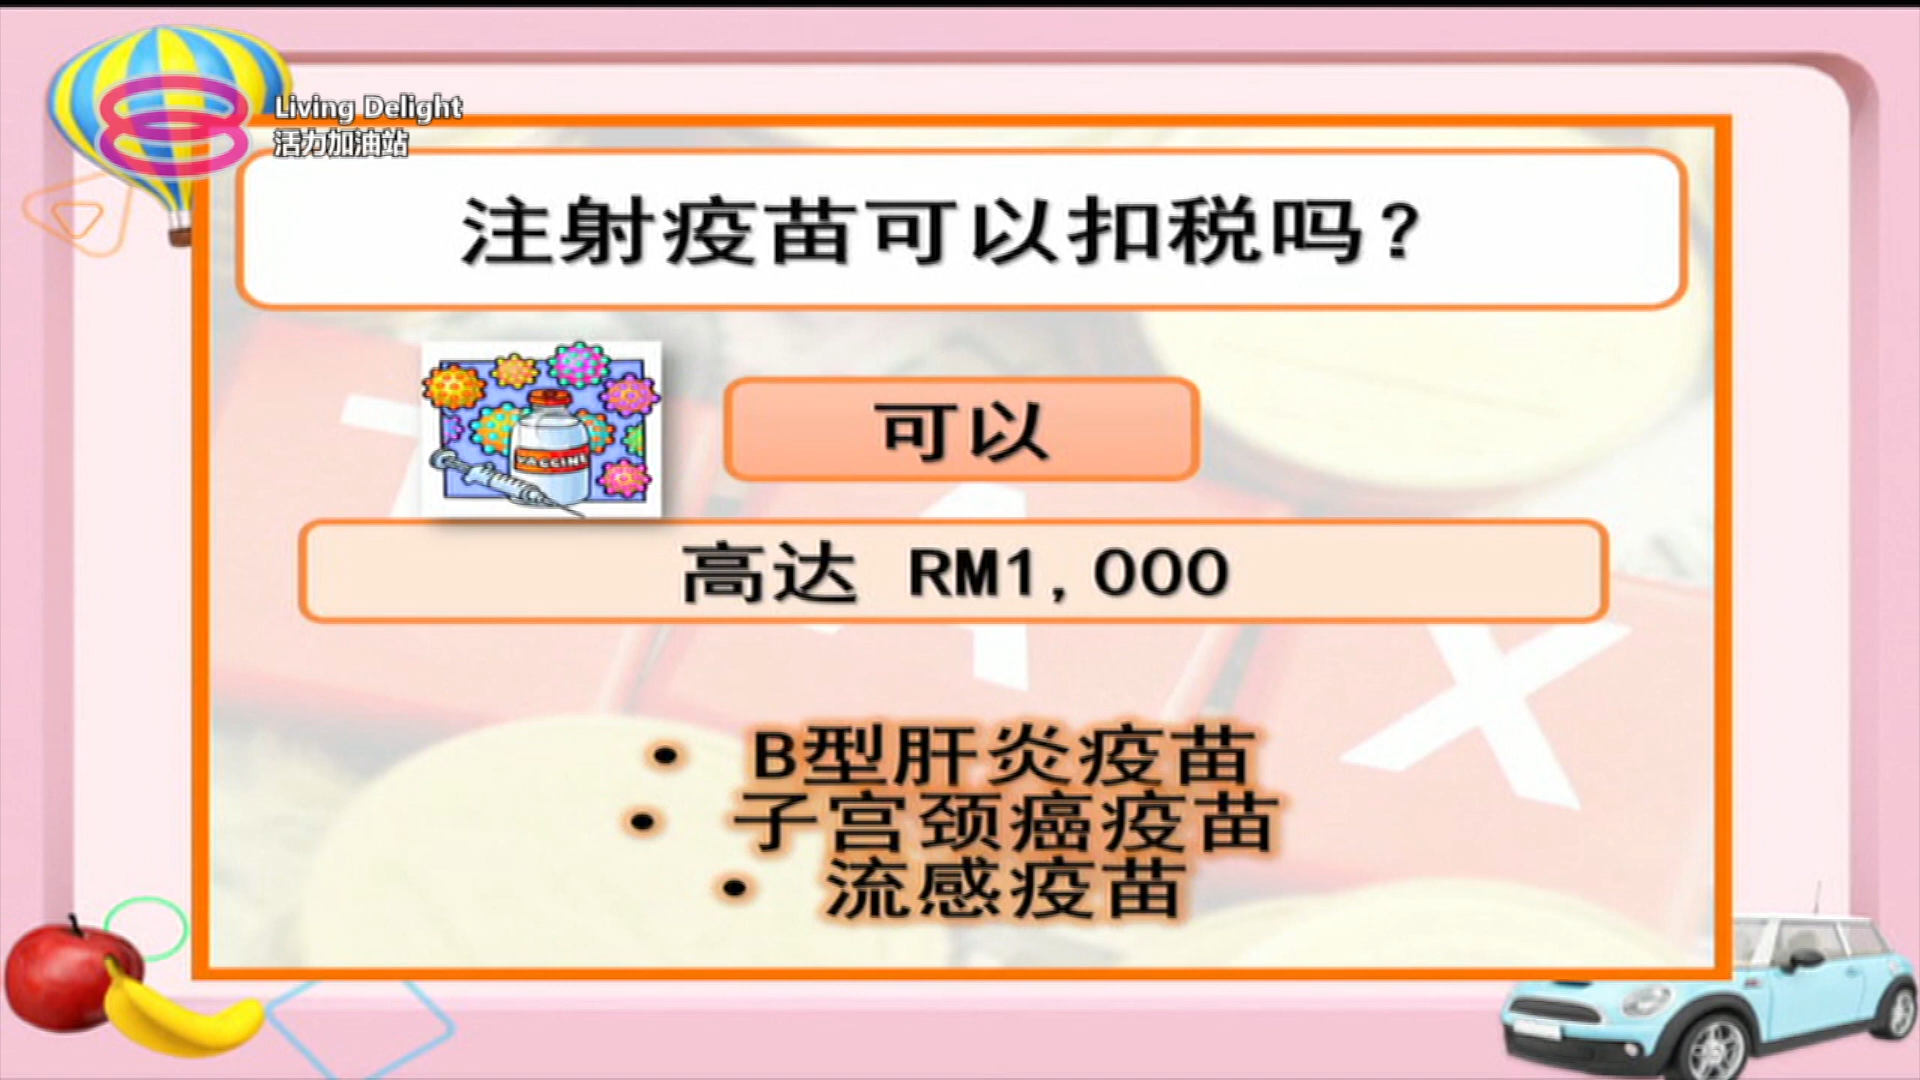 Living Delight
活力加油站
注射疫苗可以扣税吗?
VACCINE
可以
高达 RM1,000
TAX
• B型肝炎疫苗
• 子宫颈癌疫苗
• 流感疫苗